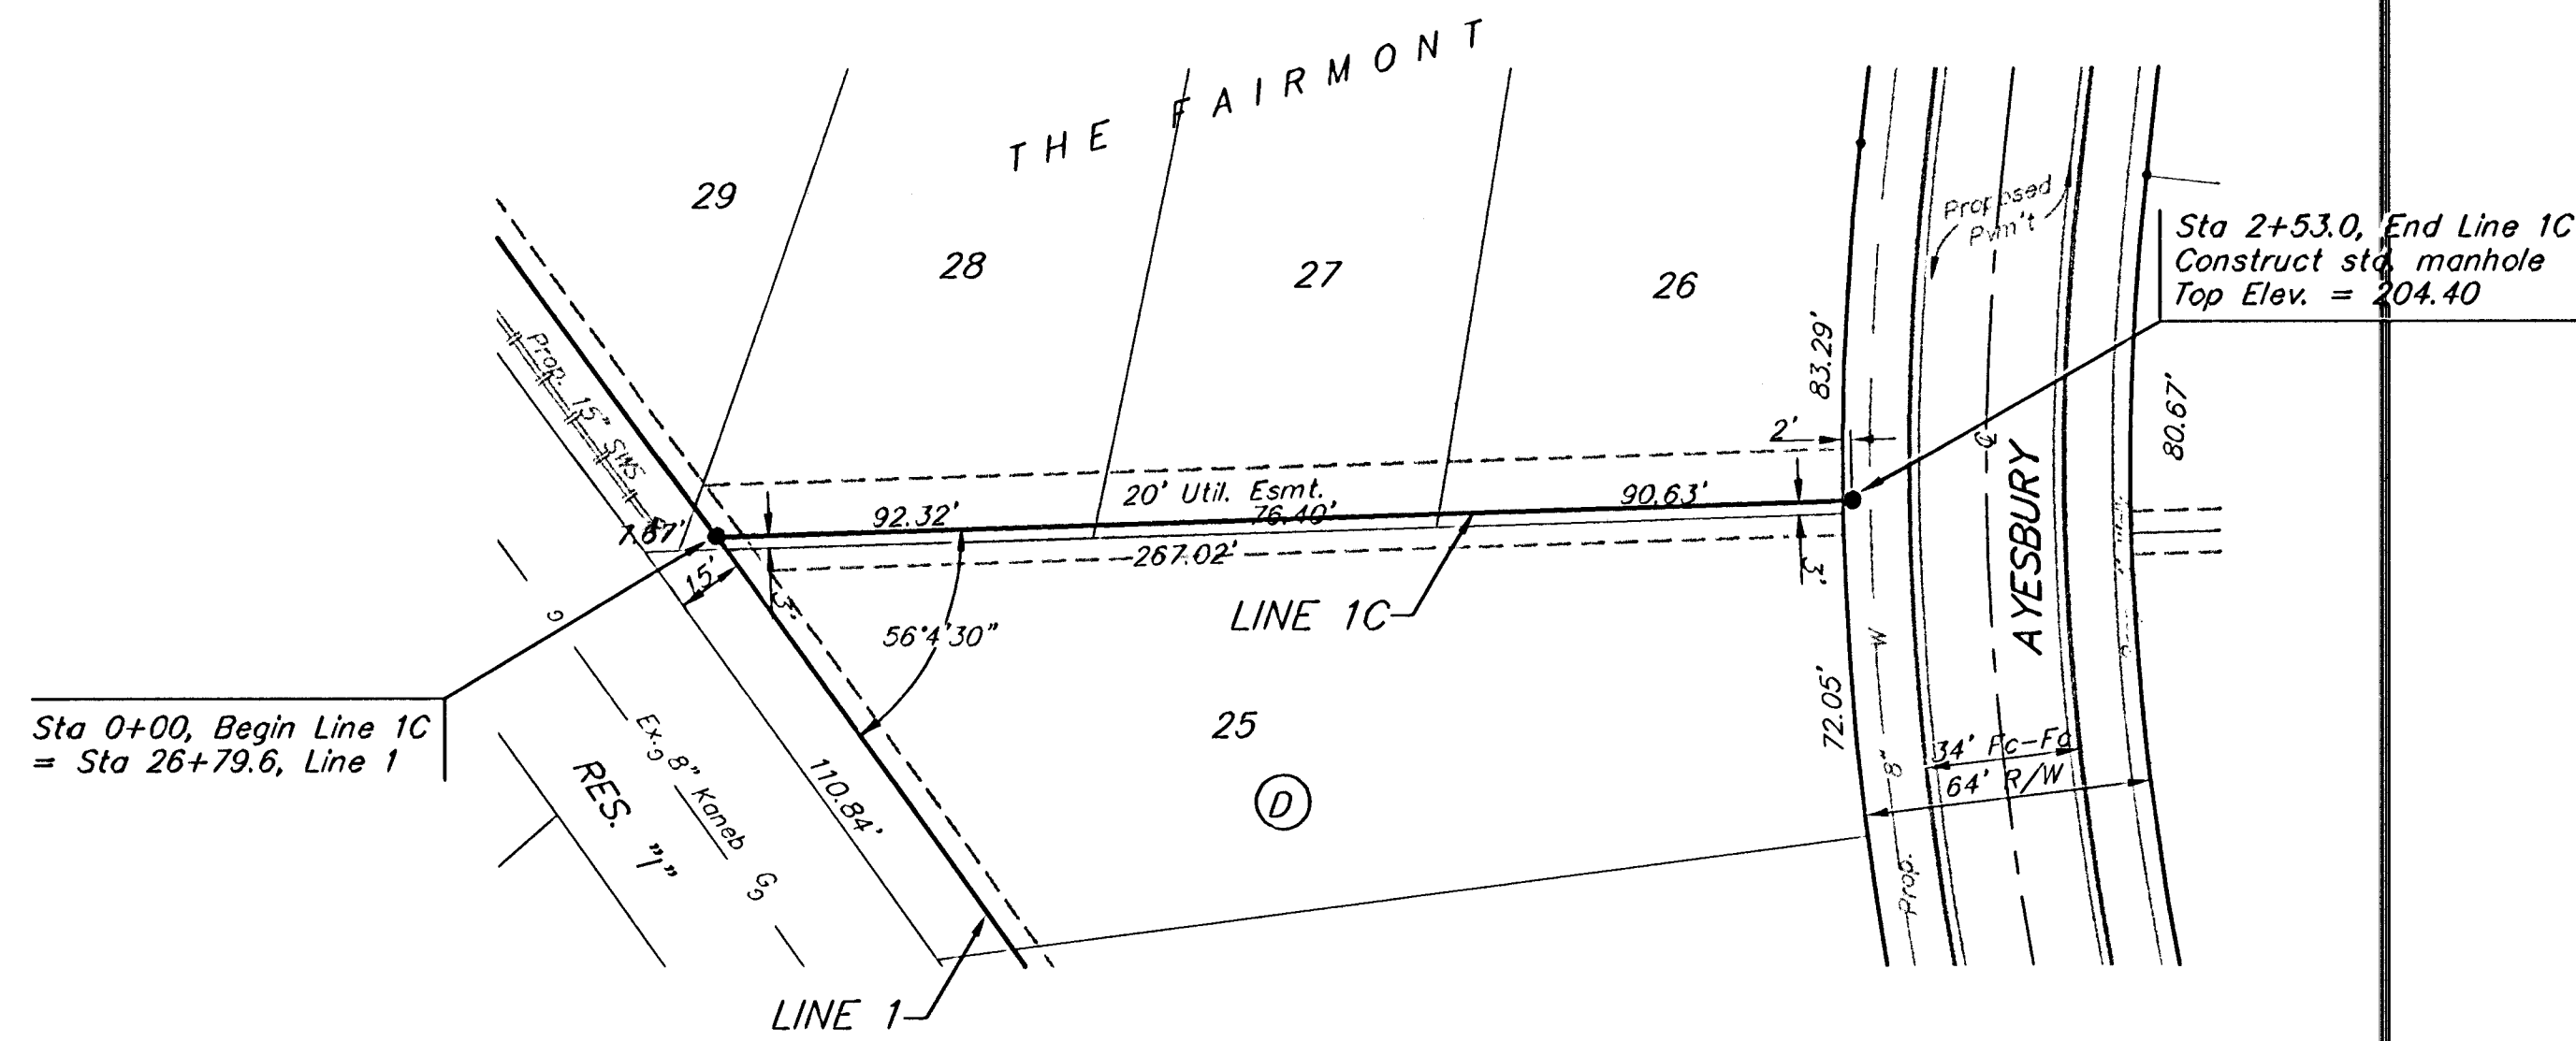 THE FAIRMONT
29
28
27
26
Proposed
Pvm't
Sta 2+53.0, End Line 1C
Construct std. manhole
Top Elev. = 204.40
Prop. 15" SWS
83.29'
80.67'
2'
20' Util. Esmt.
92.32'
76.40'
90.63'
7.67'
267.02'
15'
3'
3'
56°4'30"
LINE 1C
AYESBURY
W
72.05'
Sta 0+00, Begin Line 1C
= Sta 26+79.6, Line 1
25
D
Ex. 8" Kaneb
G
RES. "1"
110.84'
34' Fc-Fc
64' R/W
8"
Prop.
LINE 1